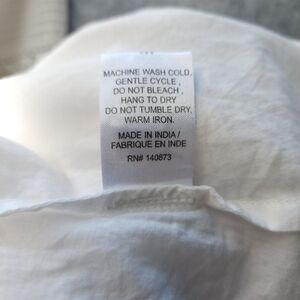 MACHINE WASH COLD,
GENTLE CYCLE,
DO NOT BLEACH,
HANG TO DRY
DO NOT TUMBLE DRY,
WARM IRON.
MADE IN INDIA /
FABRIQUE EN INDE
RN# 140873